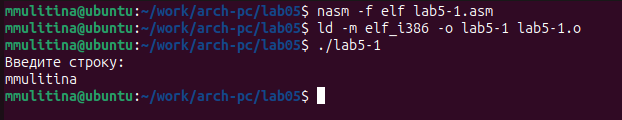 mmulitina@ubuntu:~/work/arch-pc/lab05$ nasm -f elf lab5-1.asm
mmulitina@ubuntu:~/work/arch-pc/lab05$ ld -m elf_i386 -o lab5-1 lab5-1.o
mmulitina@ubuntu:~/work/arch-pc/lab05$ ./lab5-1
Введите строку:
mmulitina
mmulitina@ubuntu:~/work/arch-pc/lab05$